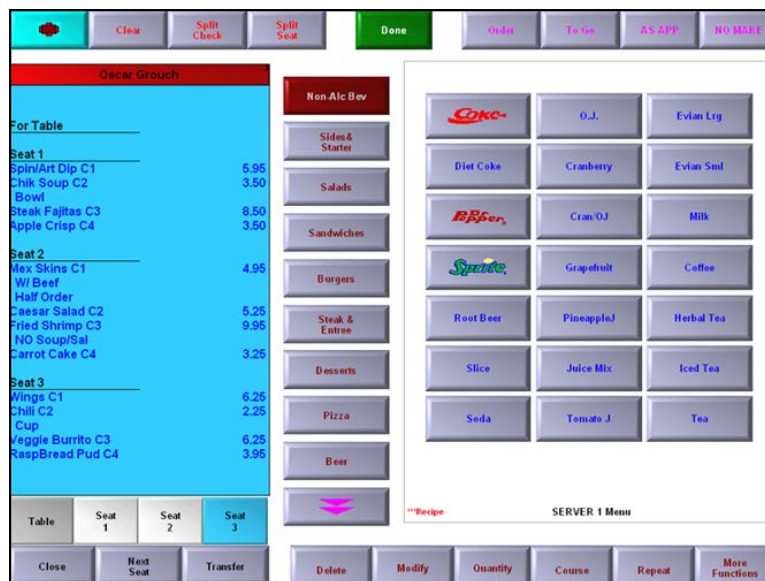 Clear
Split
Check
Split
Seat
Done
Order
To Go
AS APP
NO MAKE
Oscar Grouch
For Table
Seat 1
Spin/Art Dip C1 5.95
Chik Soup C2 3.50
Bowl
Steak Fajitas C3 8.50
Apple Crisp C4 3.50
Seat 2
Mex Skins C1 4.95
W/ Beef
Half Order
Caesar Salad C2 5.25
Fried Shrimp C3 9.95
NO Soup/Sal
Carrot Cake C4 3.25
Seat 3
Wings C1 6.25
Chili C2 2.25
Cup
Veggie Burrito C3 6.25
RaspBread Pud C4 3.95
Table
Seat
1
Seat
2
Seat
3
Close
Next
Seat
Transfer
Non-Alc Bev
Sides&
Starter
Salads
Sandwiches
Burgers
Steak &
Entree
Desserts
Pizza
Beer
Coke
O.J.
Evian Lrg
Diet Coke
Cranberry
Evian Sml
Dr
Pepper
Cran/OJ
Milk
Sprite
Grapefruit
Coffee
Root Beer
PineappleJ
Herbal Tea
Slice
Juice Mix
Iced Tea
Soda
Tomato J
Tea
***Recipe
SERVER 1 Menu
Delete
Modify
Quantity
Course
Repeat
More
Functions